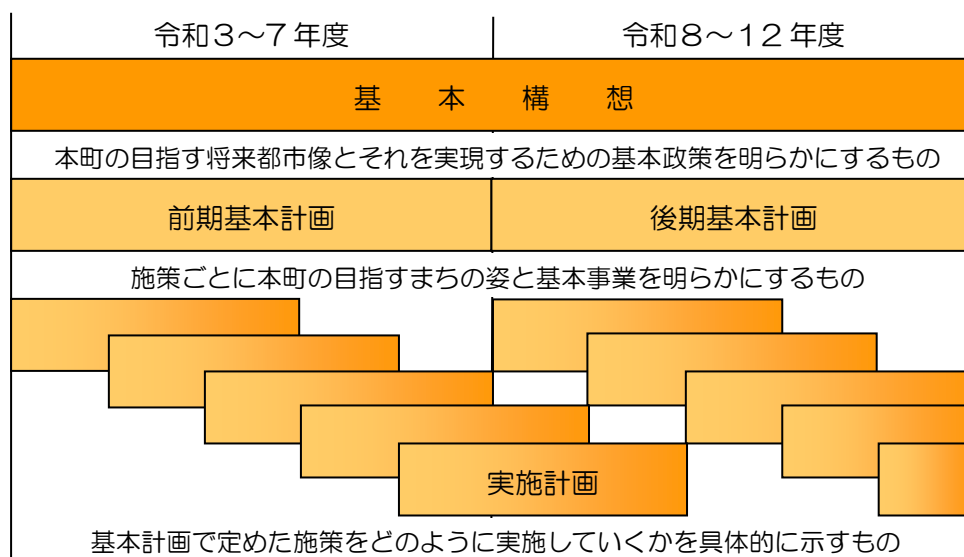 令和３～７年度
令和８～１２年度
基本構想
本町の目指す将来都市像とそれを実現するための基本政策を明らかにするもの
前期基本計画
後期基本計画
施策ごとに本町の目指すまちの姿と基本事業を明らかにするもの
実施計画
基本計画で定めた施策をどのように実施していくかを具体的に示すもの